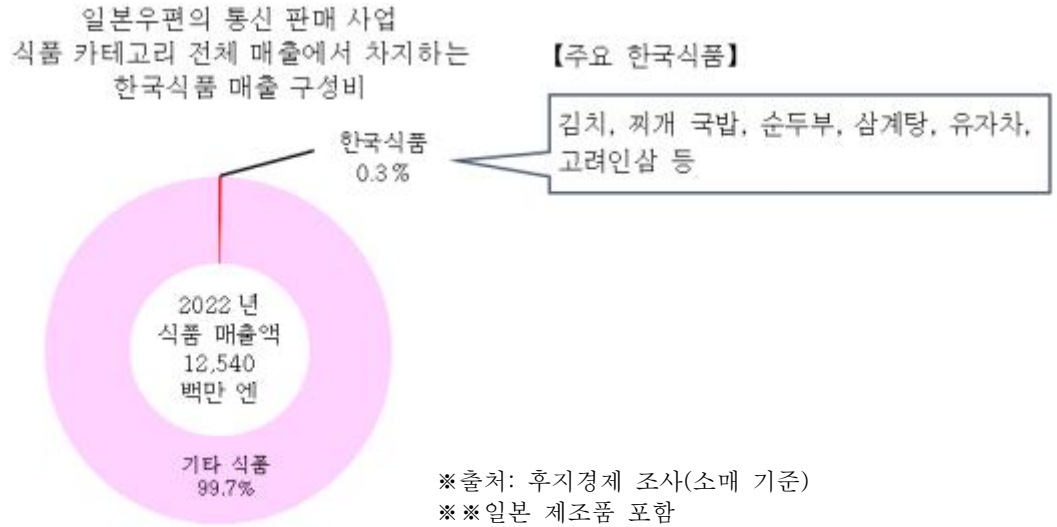 일본우편의 통신 판매 사업
식품 카테고리 전체 매출에서 차지하는
한국식품 매출 구성비
【주요 한국식품】
김치, 찌개 국밥, 순두부, 삼계탕, 유자차,
고려인삼 등
한국식품
0.3%
2022년
식품 매출액
12,540
백만 엔
기타 식품
99.7%
※출처: 후지경제 조사(소매 기준)
※※일본 제조품 포함